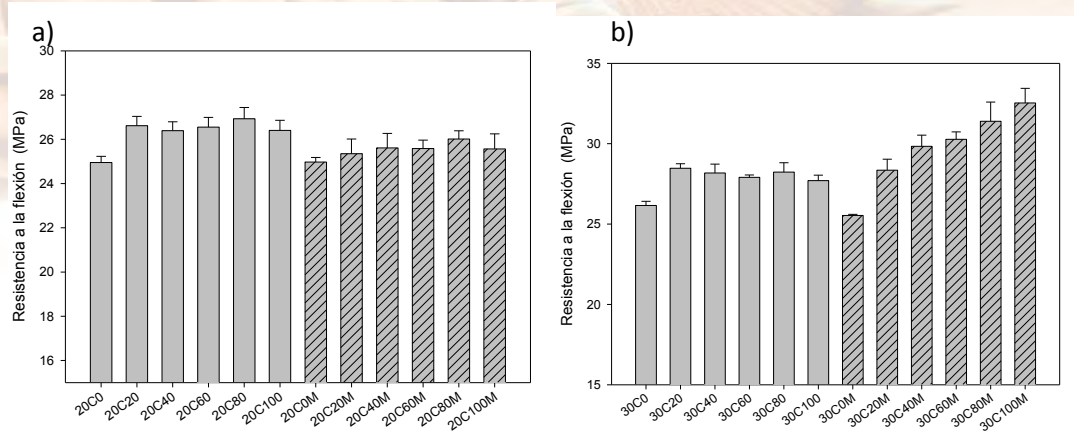 a)
Resistencia a la flexión (MPa)
30
28
26
24
22
20
18
16
20C0
20C20
20C40
20C60
20C80
20C100
20C0M
20C20M
20C40M
20C60M
20C80M
20C100M
b)
Resistencia a la flexión (MPa)
35
30
25
20
15
30C0
30C20
30C40
30C60
30C80
30C100
30C0M
30C20M
30C40M
30C60M
30C80M
30C100M